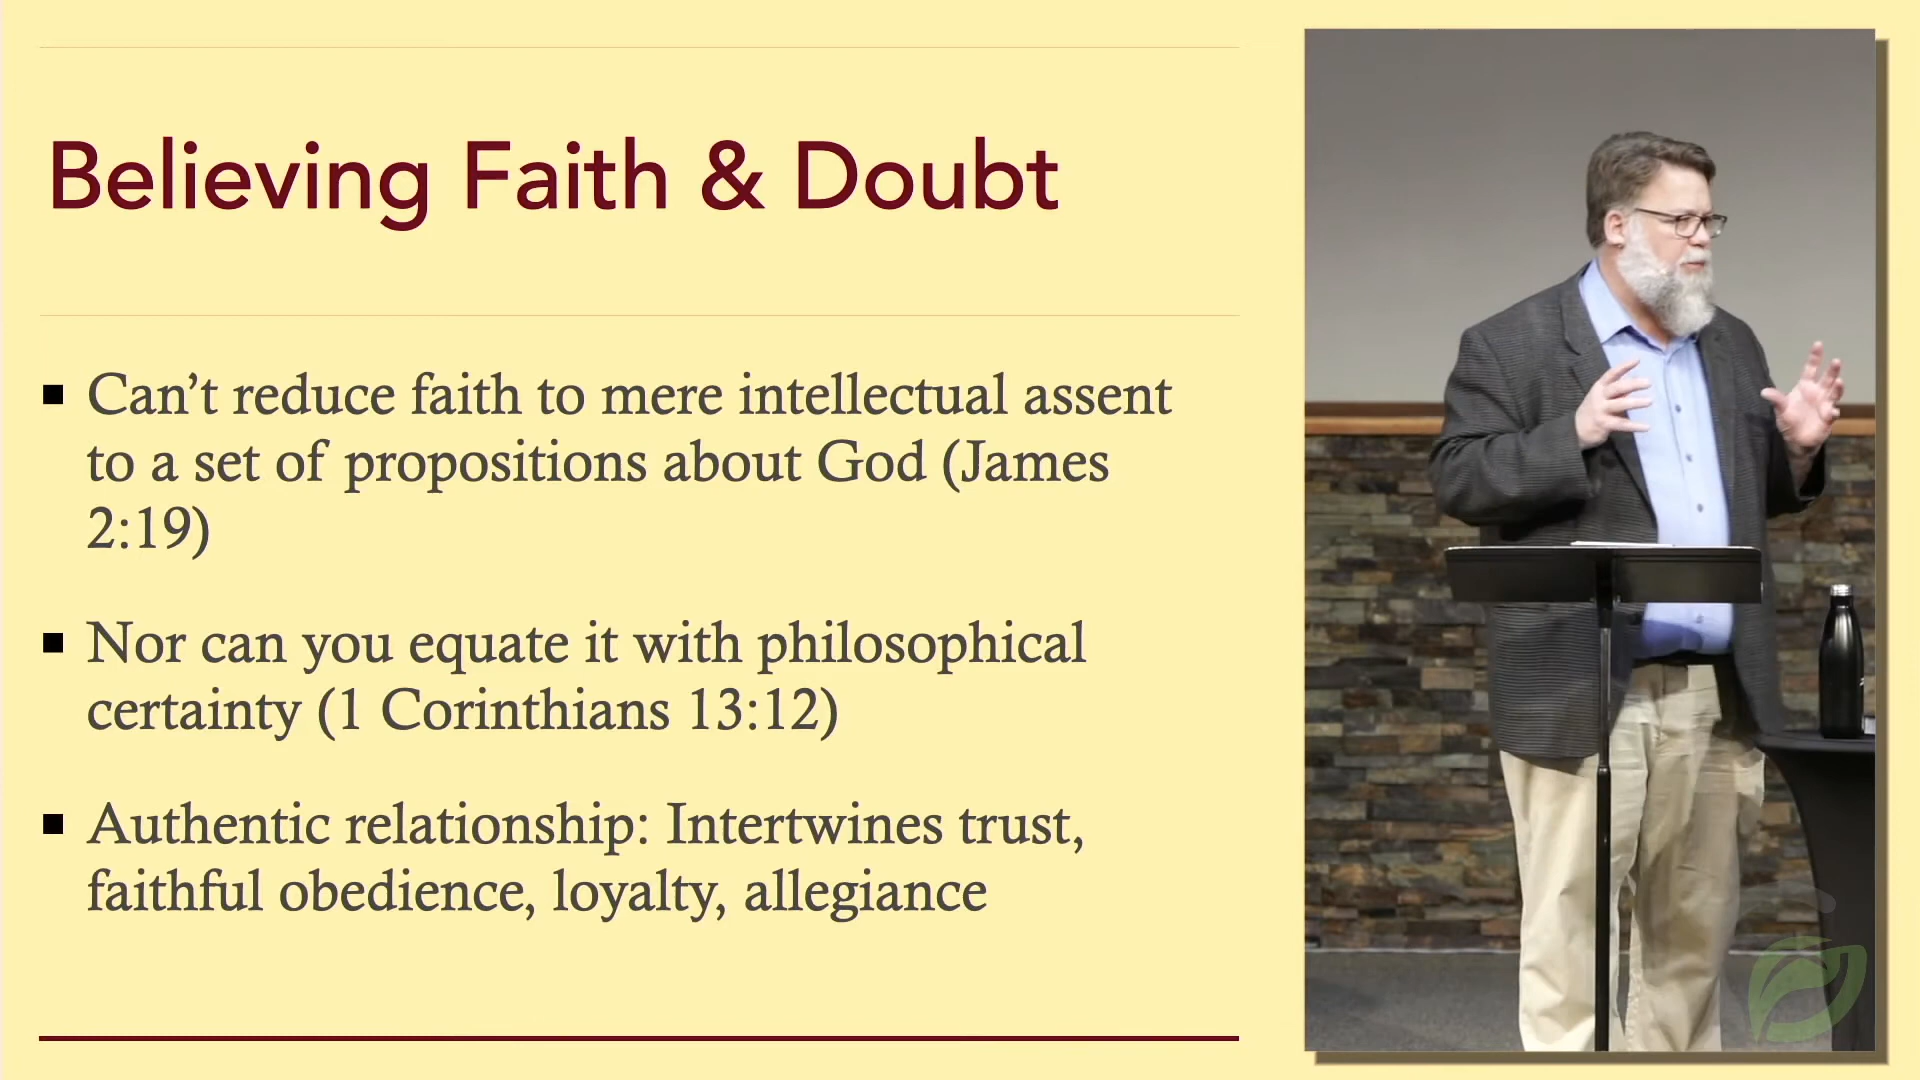 Believing Faith & Doubt
▪ Can’t reduce faith to mere intellectual assent
to a set of propositions about God (James
2:19)
▪ Nor can you equate it with philosophical
certainty (1 Corinthians 13:12)
▪ Authentic relationship: Intertwines trust,
faithful obedience, loyalty, allegiance